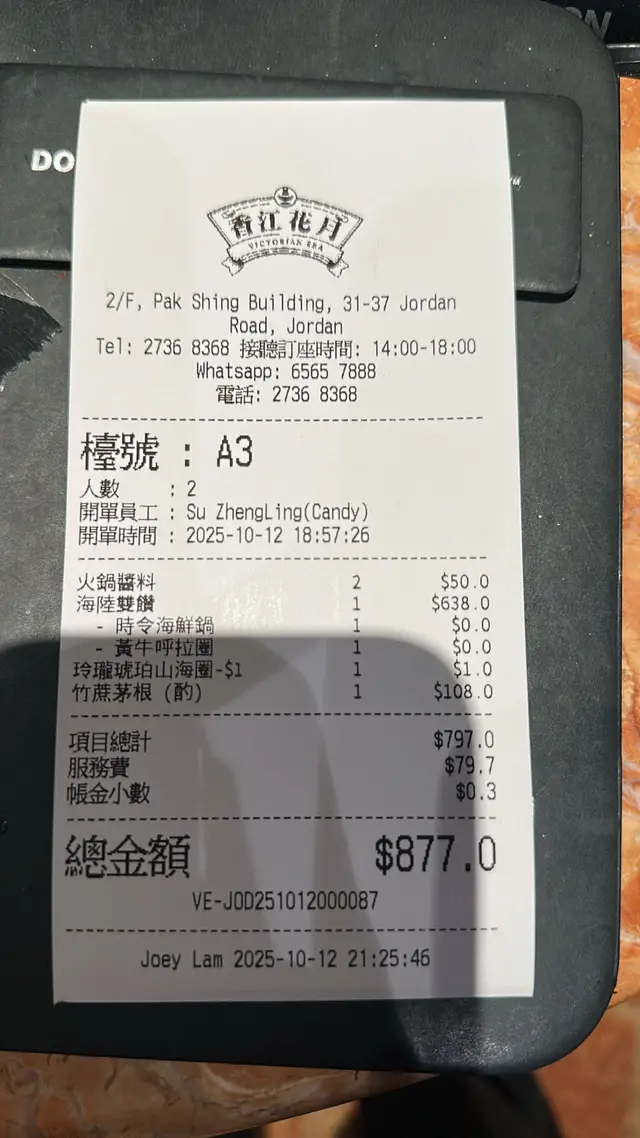 DO
香江花月
VICTORIAN ERA
2/F, Pak Shing Building, 31-37 Jordan
Road, Jordan
Tel: 2736 8368 接聽訂座時間: 14:00-18:00
Whatsapp: 6565 7888
電話: 2736 8368
檯號 : A3
人數 : 2
開單員工 : Su ZhengLing(Candy)
開單時間 : 2025-10-12 18:57:26
火鍋醬料 2 $50.0
海陸雙饡 1 $638.0
- 時令海鮮鍋 1 $0.0
- 黃牛呼拉圈 1 $0.0
玲瓏琥珀山海圈-$1 1 $1.0
竹蔗茅根 (酌) 1 $108.0
項目總計 $797.0
服務費 $79.7
帳金小數 $0.3
總金額 $877.0
VE-JOD251012000087
Joey Lam 2025-10-12 21:25:46